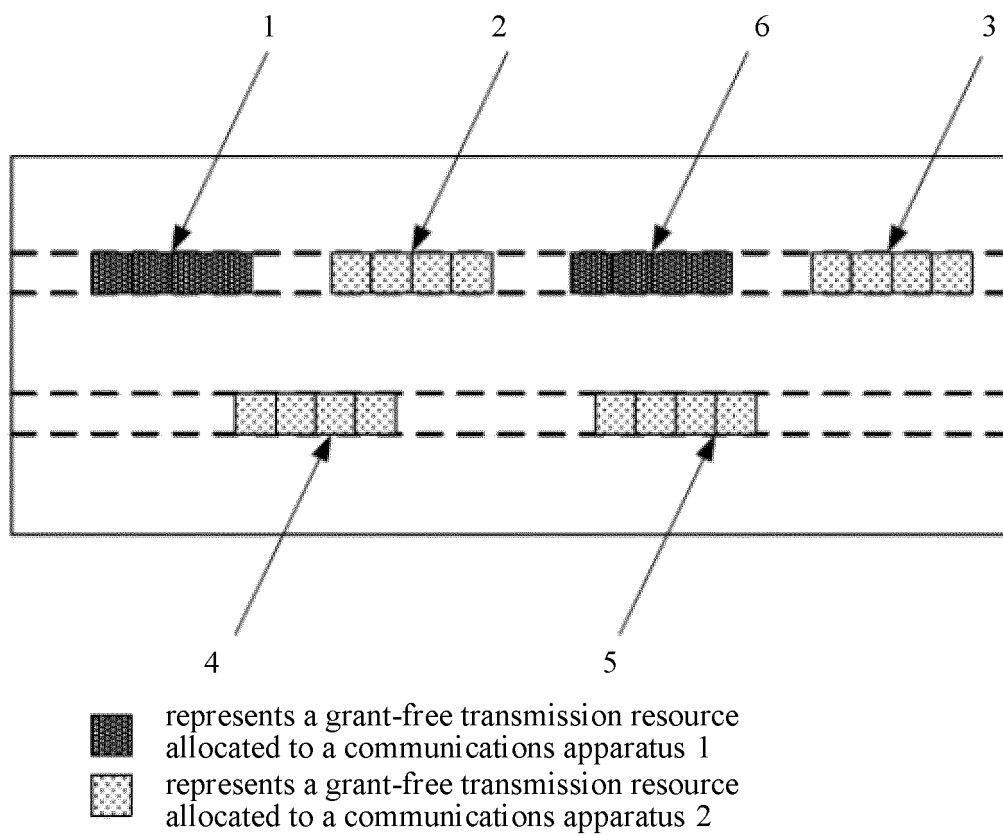 1 2 6 3
4 5
represents a grant-free transmission resource
allocated to a communications apparatus 1
represents a grant-free transmission resource
allocated to a communications apparatus 2